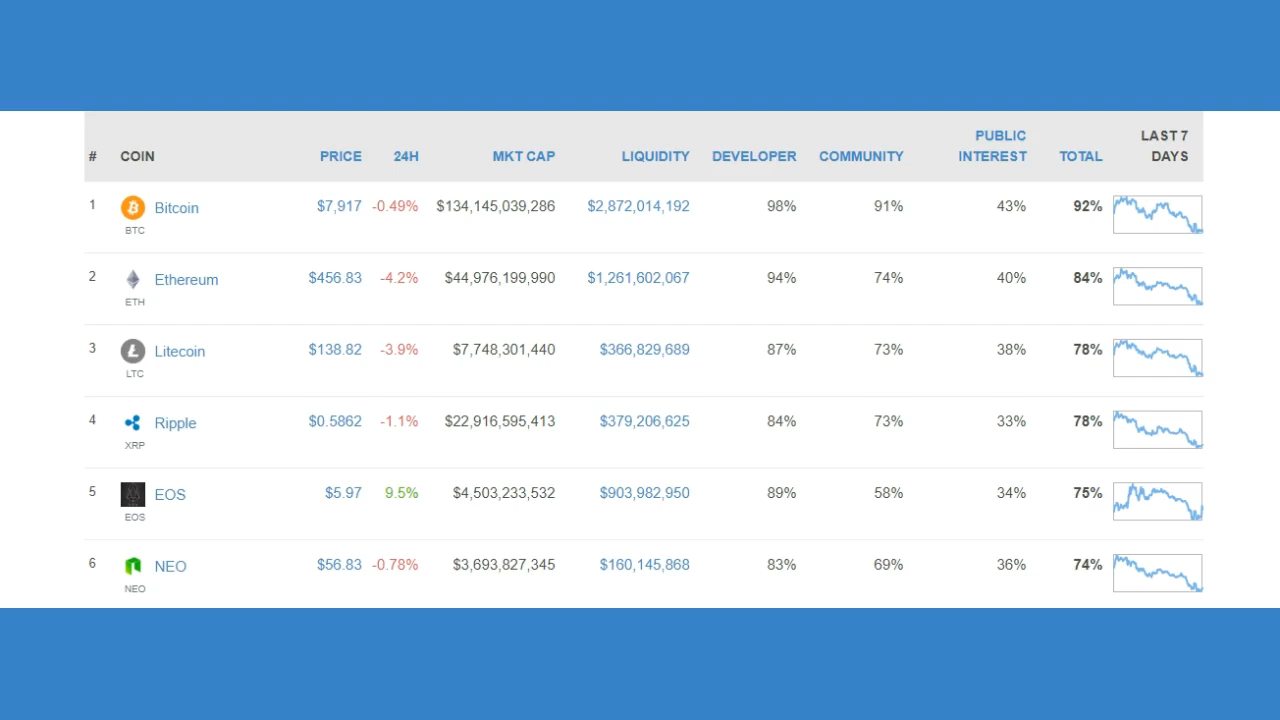 # COIN PRICE 24H MKT CAP LIQUIDITY DEVELOPER COMMUNITY PUBLIC INTEREST TOTAL LAST 7 DAYS
1 Bitcoin $7,917 -0.49% $134,145,039,286 $2,872,014,192 98% 91% 43% 92%
BTC
2 Ethereum $456.83 -4.2% $44,976,199,990 $1,261,602,067 94% 74% 40% 84%
ETH
3 Litecoin $138.82 -3.9% $7,748,301,440 $366,829,689 87% 73% 38% 78%
LTC
4 Ripple $0.5862 -1.1% $22,916,595,413 $379,206,625 84% 73% 33% 78%
XRP
5 EOS $5.97 9.5% $4,503,233,532 $903,982,950 89% 58% 34% 75%
EOS
6 NEO $56.83 -0.78% $3,693,827,345 $160,145,868 83% 69% 36% 74%
NEO